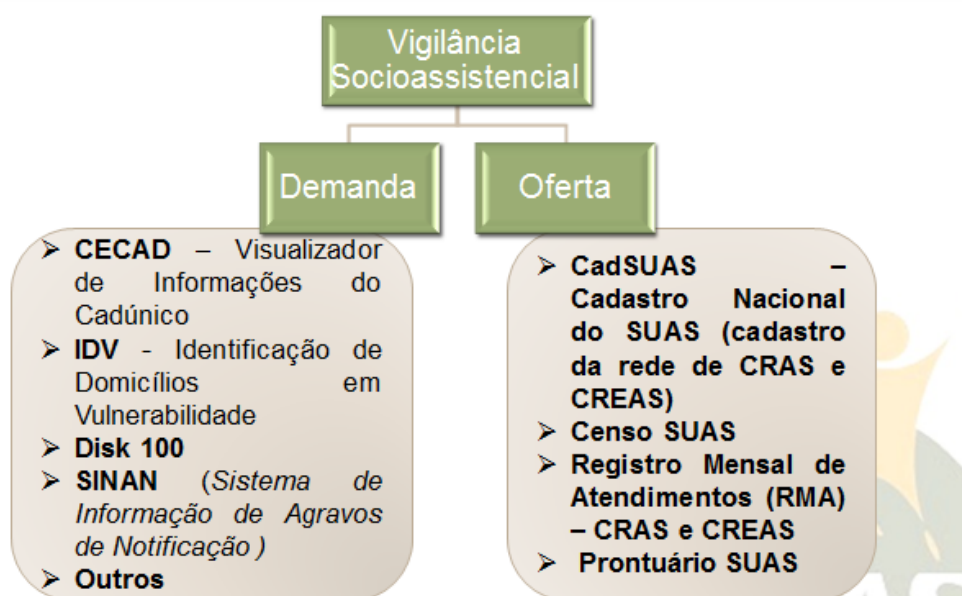 Vigilância
Socioassistencial
Demanda
Oferta
➢ CECAD – Visualizador
de Informações do
Cadúnico
➢ IDV - Identificação de
Domicílios em
Vulnerabilidade
➢ Disk 100
➢ SINAN (Sistema de
Informação de Agravos
de Notificação )
➢ Outros
➢ CadSUAS –
Cadastro Nacional
do SUAS (cadastro
da rede de CRAS e
CREAS)
➢ Censo SUAS
➢ Registro Mensal de
Atendimentos (RMA)
– CRAS e CREAS
➢ Prontuário SUAS